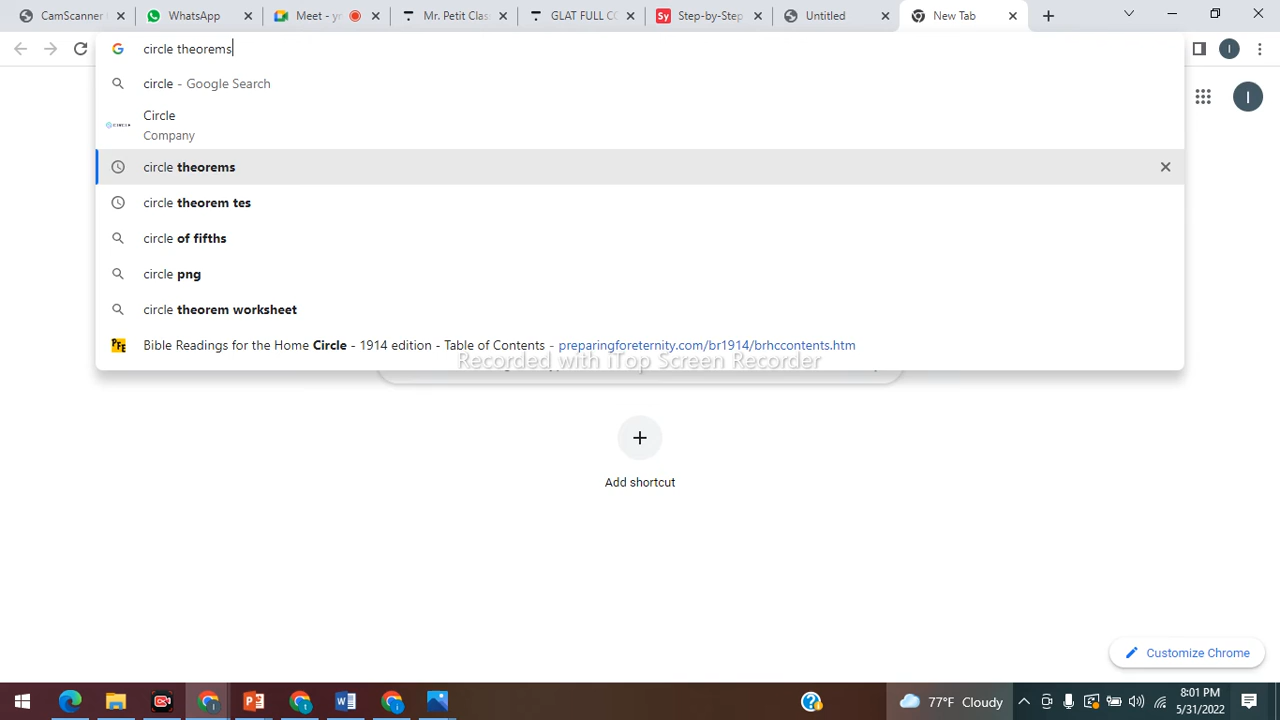 CamScanner
WhatsApp
Meet - yn
Mr. Petit Clas
GLAT FULL CO
Step-by-Step
Untitled
New Tab
circle theorems
circle - Google Search
Circle
Company
circle theorems
circle theorem tes
circle of fifths
circle png
circle theorem worksheet
Bible Readings for the Home Circle - 1914 edition - Table of Contents - preparingforeternity.com/br1914/brhccontents.htm
Recorded with iTop Screen Recorder
Add shortcut
Customize Chrome
77°F Cloudy
8:01 PM
5/31/2022